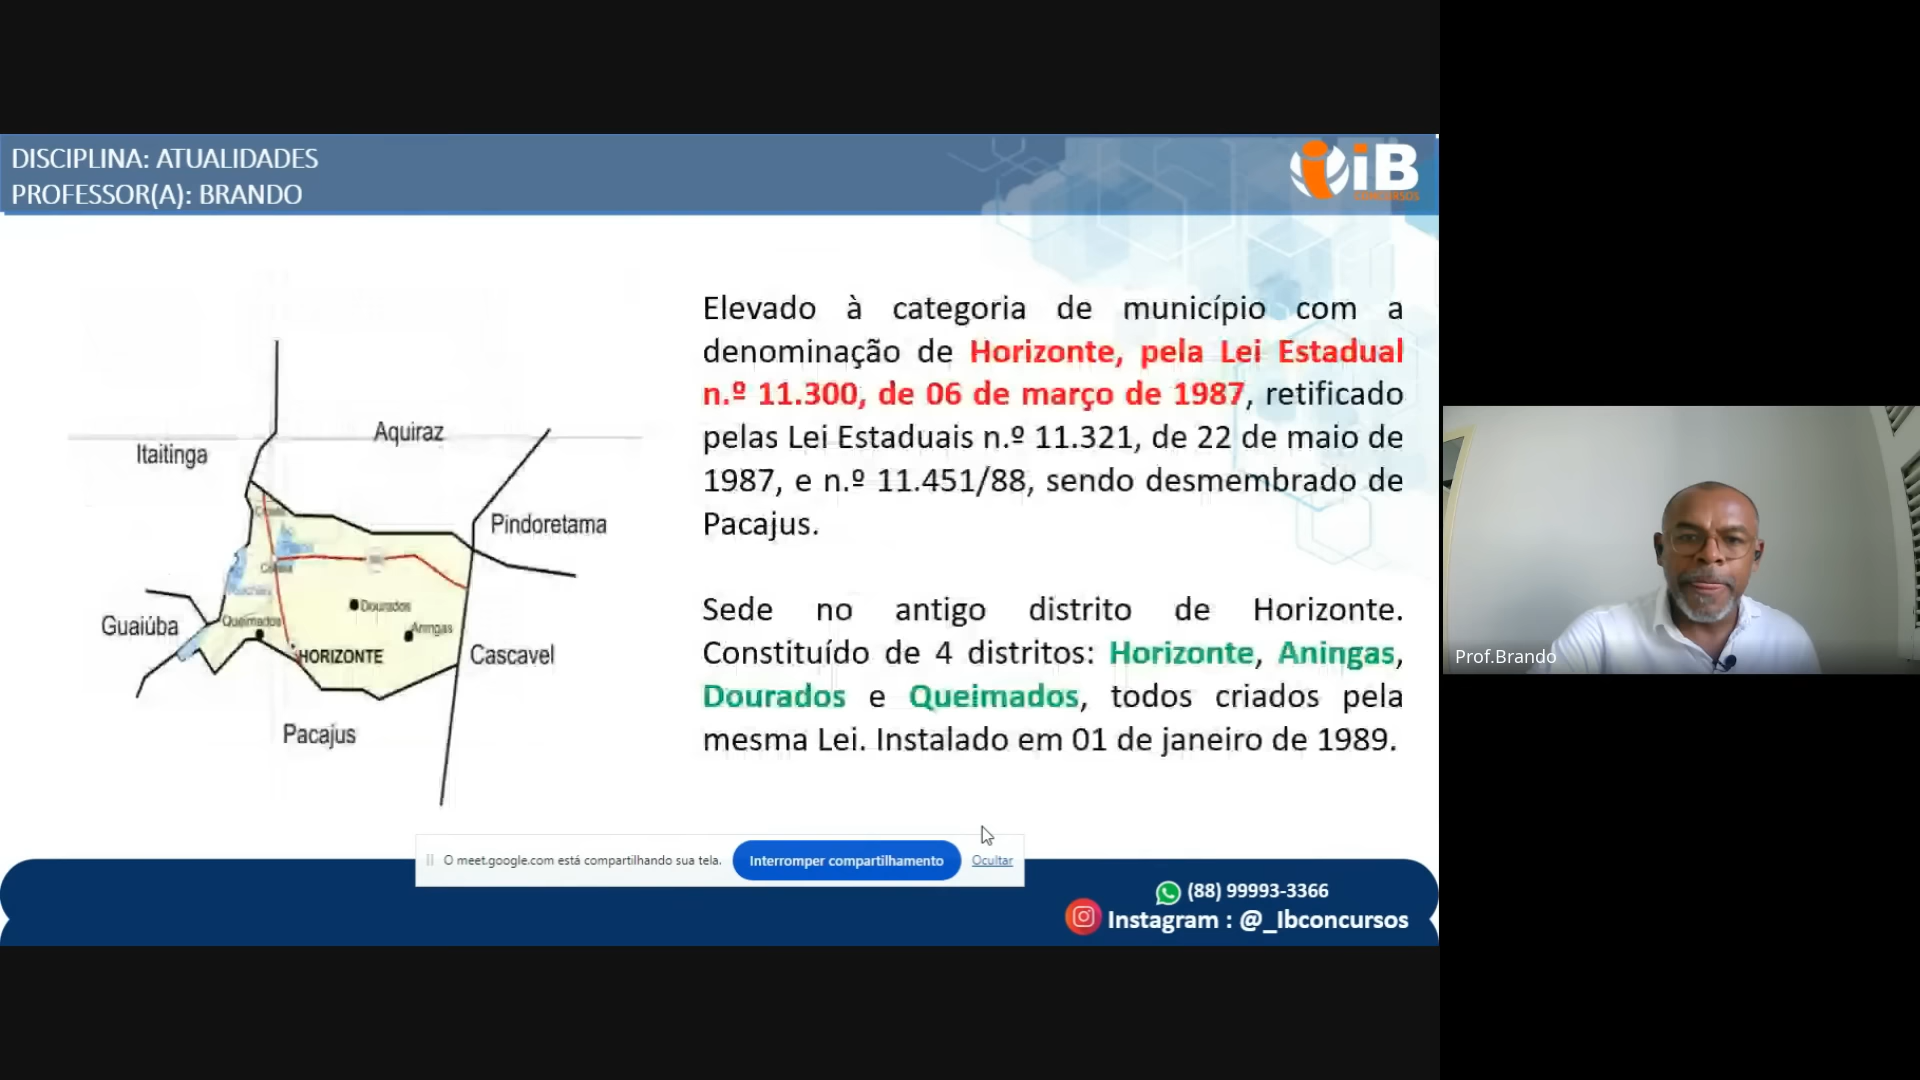 DISCIPLINA: ATUALIDADES
PROFESSOR(A): BRANDO
iB
CONCURSOS
Elevado à categoria de município com a
denominação de Horizonte, pela Lei Estadual
n.º 11.300, de 06 de março de 1987, retificado
pelas Lei Estaduais n.º 11.321, de 22 de maio de
1987, e n.º 11.451/88, sendo desmembrado de
Pacajus.
Sede no antigo distrito de Horizonte.
Constituído de 4 distritos: Horizonte, Aningas,
Dourados e Queimados, todos criados pela
mesma Lei. Instalado em 01 de janeiro de 1989.
Aquiraz
Itaitinga
Pindoretama
Dourados
Queimados
Aningas
Guaiúba
HORIZONTE
Cascavel
Pacajus
O meet.google.com está compartilhando sua tela.
Interromper compartilhamento
Ocultar
(88) 99993-3366
Instagram : @_Ibconcursos
Prof.Brando